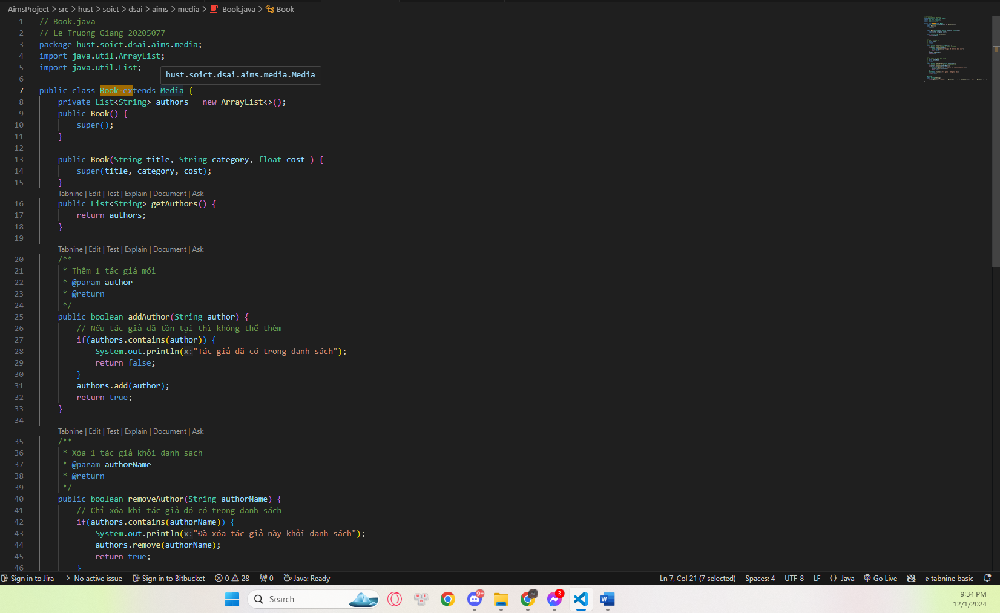 AimsProject > src > hust > soict > dsai > aims > media > Book.java > Book
1 // Book.java
2 // Le Truong Giang 20205077
3 package hust.soict.dsai.aims.media;
4 import java.util.ArrayList;
5 import java.util.List;
hust.soict.dsai.aims.media.Media
6
7 public class Book extends Media {
8 private List<String> authors = new ArrayList<>();
9 public Book() {
10 super();
11 }
12
13 public Book(String title, String category, float cost ) {
14 super(title, category, cost);
15 }
Tabnine | Edit | Test | Explain | Document | Ask
16 public List<String> getAuthors() {
17 return authors;
18 }
19
Tabnine | Edit | Test | Explain | Document | Ask
20 /**
21 * Thêm 1 tác giả mới
22 * @param author
23 * @return
24 */
25 public boolean addAuthor(String author) {
26 // Nếu tác giả đã tồn tại thì không thể thêm
27 if(authors.contains(author)) {
28 System.out.println(x:"Tác giả đã có trong danh sách");
29 return false;
30 }
31 authors.add(author);
32 return true;
33 }
34
Tabnine | Edit | Test | Explain | Document | Ask
35 /**
36 * Xóa 1 tác giả khỏi danh sach
37 * @param authorName
38 * @return
39 */
40 public boolean removeAuthor(String authorName) {
41 // Chỉ xóa khi tác giả đó có trong danh sách
42 if(authors.contains(authorName)) {
43 System.out.println(x:"Đã xóa tác giả này khỏi danh sách");
44 authors.remove(authorName);
45 return true;
46 }
Sign in to Jira > No active issue Sign in to Bitbucket 0 28 0 Java: Ready Ln 7, Col 21 (7 selected) Spaces: 4 UTF-8 LF {} Java Go Live tabnine basic
Search 9+ 3
9:34 PM
12/1/2024